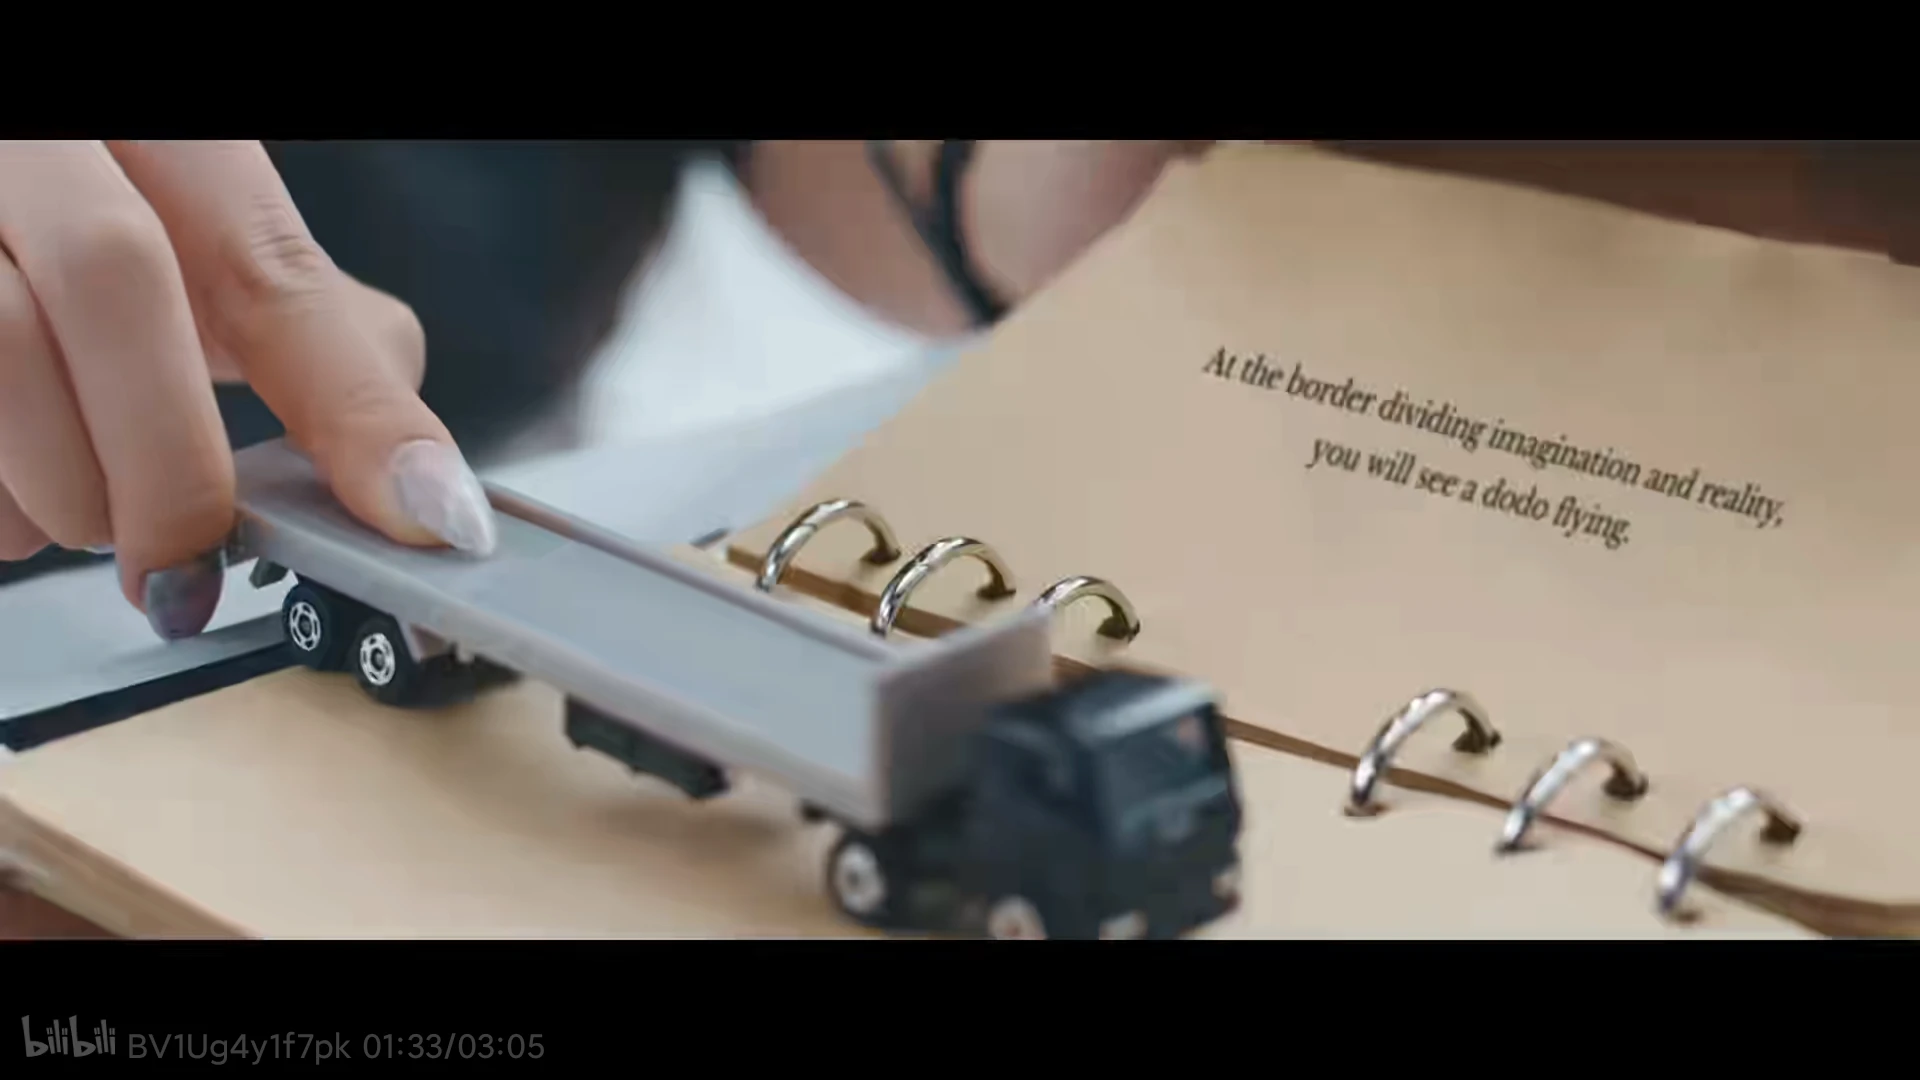 At the border dividing imagination and reality,
you will see a dodo flying.
bilibili BV1Ug4y1f7pk 01:33/03:05